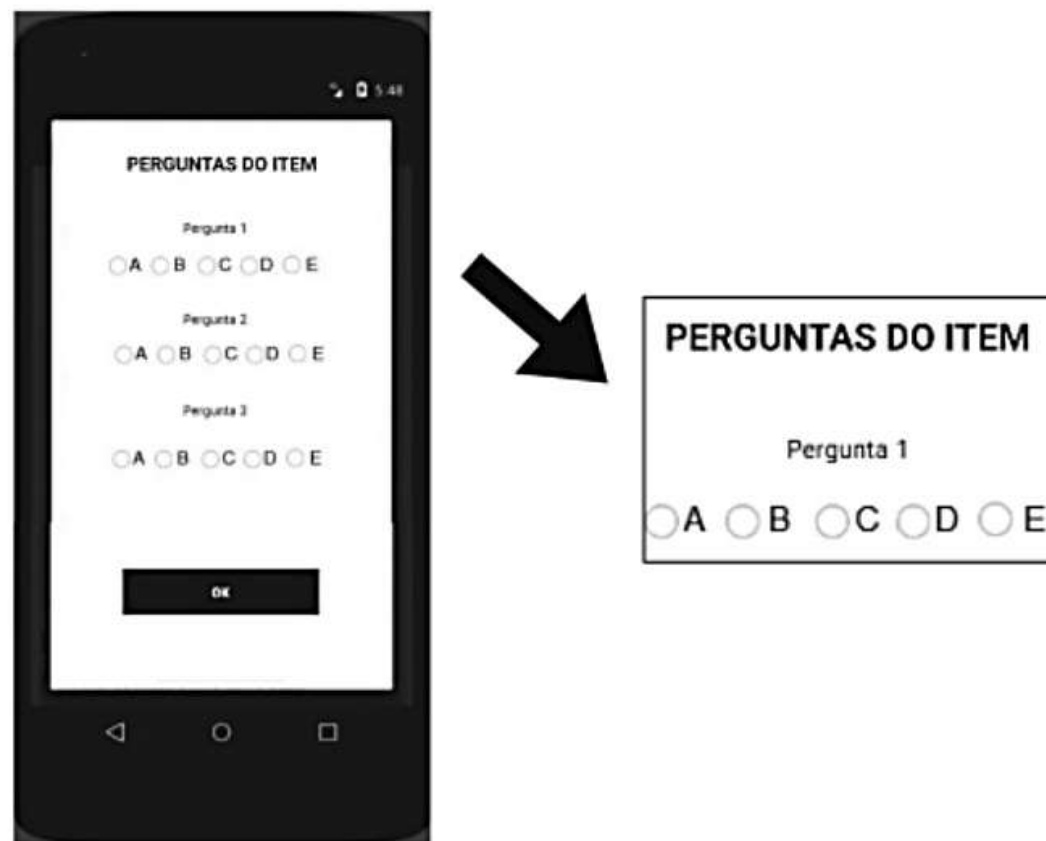 5:48
PERGUNTAS DO ITEM
Pergunta 1
A B C D E
Pergunta 2
A B C D E
Pergunta 3
A B C D E
OK
PERGUNTAS DO ITEM
Pergunta 1
A B C D E